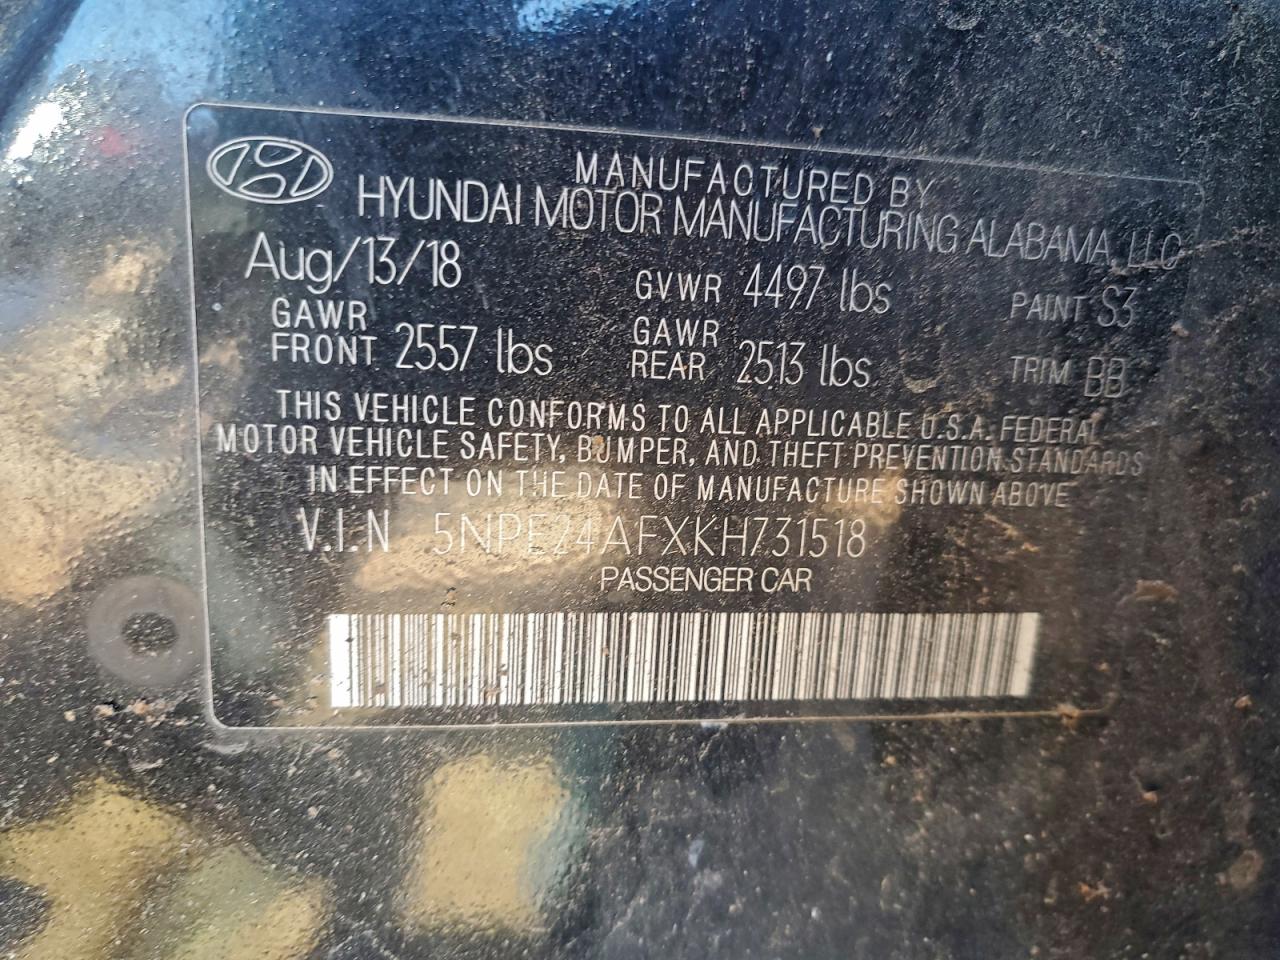 MANUFACTURED BY
HYUNDAI MOTOR MANUFACTURING ALABAMA, LLC
Aug/13/18 GVWR 4497 lbs PAINT S3
GAWR FRONT 2557 lbs GAWR REAR 2513 lbs TRIM BB
THIS VEHICLE CONFORMS TO ALL APPLICABLE U.S.A. FEDERAL
MOTOR VEHICLE SAFETY, BUMPER, AND THEFT PREVENTION STANDARDS
IN EFFECT ON THE DATE OF MANUFACTURE SHOWN ABOVE
V.I.N 5NPE24AFXKH731518
PASSENGER CAR